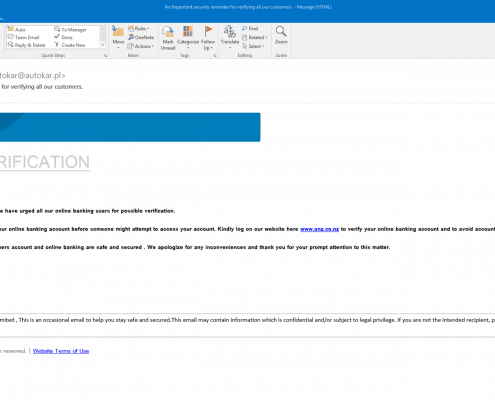 An Important security reminder for verifying all our customers - Message (HTML)
Auto
To Manager
Team Email
Done
Reply & Delete
Create New
Quick Steps
Move
Rules
OneNote
Actions
Move
Mark Unread
Categorize
Follow Up
Tags
Translate
Find
Related
Select
Editing
Zoom
Zoom
tokar@autokar.pl>
for verifying all our customers.
RIFICATION
e have urged all our online banking users for possible verification.
ur online banking account before someone might attempt to access your account. Kindly log on our website here www.anz.co.nz to verify your online banking account and to avoid account
ers account and online banking are safe and secured . We apologize for any inconveniences and thank you for your prompt attention to this matter.
mited , This is an occasional email to help you stay safe and secured.This email may contain information which is confidential and/or subject to legal privilege. If you are not the intended recipient, p
s reserved. | Website Terms of Use